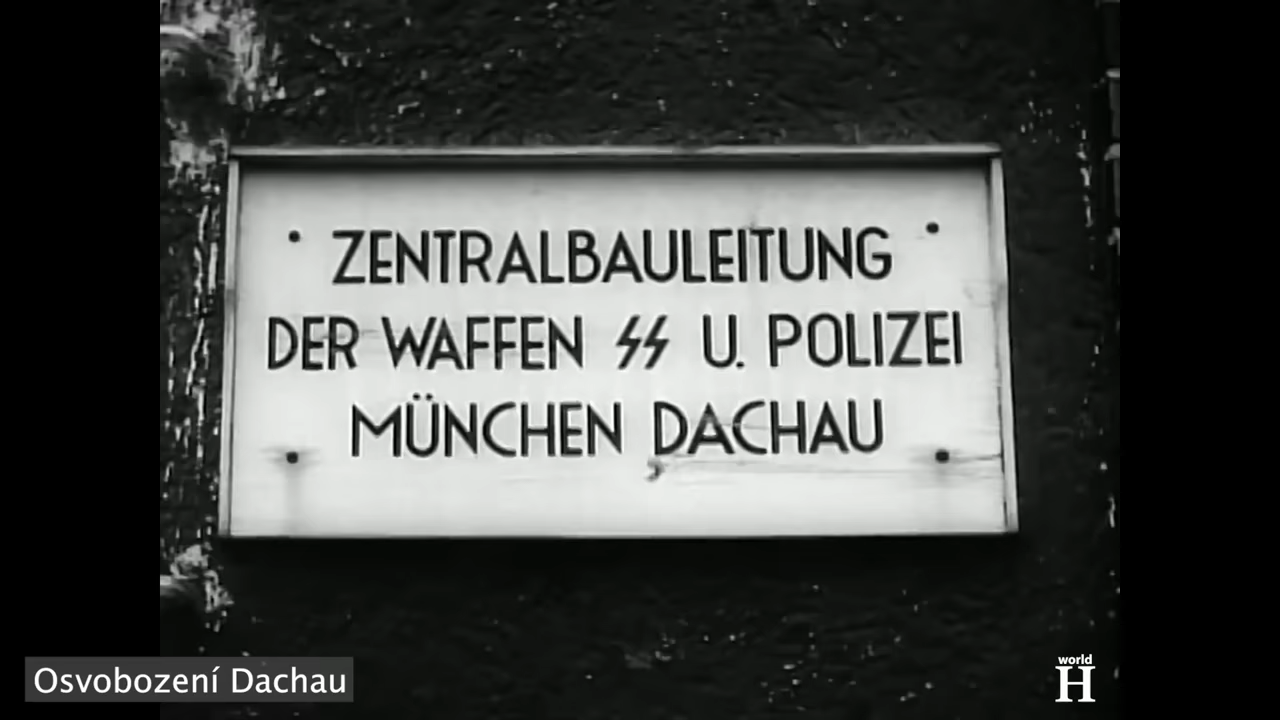 ZENTRALBAULEITUNG
DER WAFFEN ϟϟ U. POLIZEI
MÜNCHEN DACHAU
Osvobození Dachau
world
H